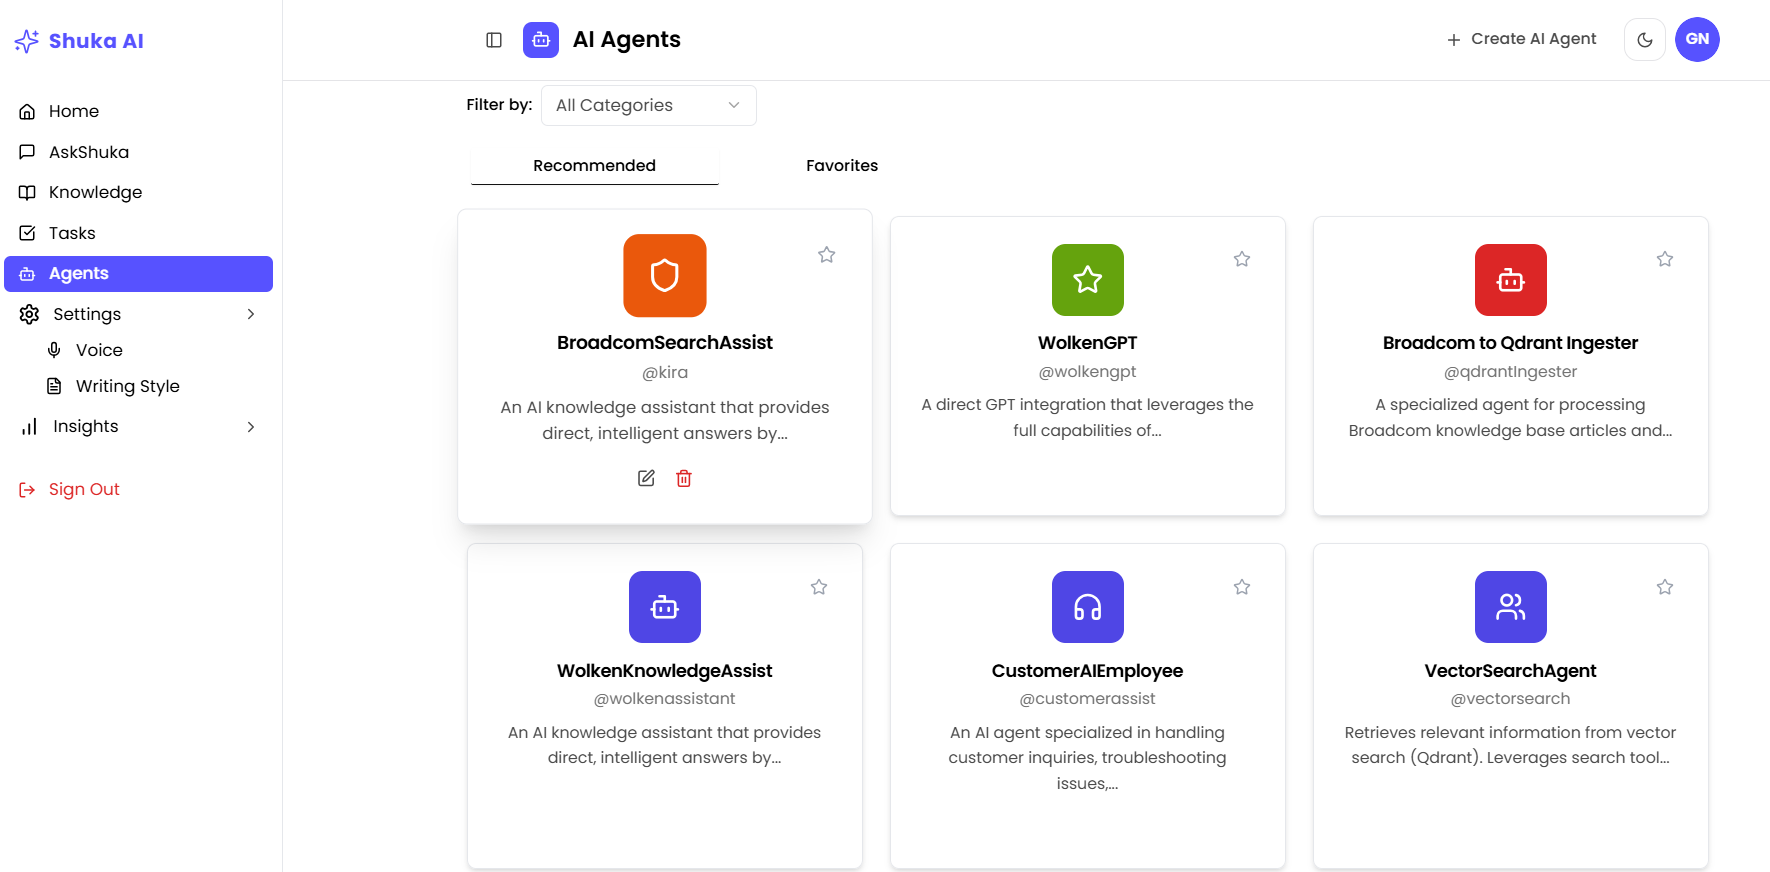 Shuka AI
Home
AskShuka
Knowledge
Tasks
Agents
Settings
Voice
Writing Style
Insights
Sign Out
AI Agents
Create AI Agent
GN
Filter by:
All Categories
Recommended
Favorites
BroadcomSearchAssist
@kira
An AI knowledge assistant that provides
direct, intelligent answers by...
WolkenGPT
@wolkengpt
A direct GPT integration that leverages the
full capabilities of...
Broadcom to Qdrant Ingester
@qdrantIngester
A specialized agent for processing
Broadcom knowledge base articles and...
WolkenKnowledgeAssist
@wolkenassistant
An AI knowledge assistant that provides
direct, intelligent answers by...
CustomerAIEmployee
@customerassist
An AI agent specialized in handling
customer inquiries, troubleshooting
issues,...
VectorSearchAgent
@vectorsearch
Retrieves relevant information from vector
search (Qdrant). Leverages search tool...